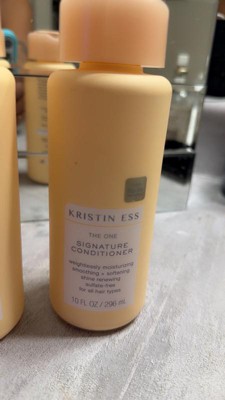 KRISTIN ESS
THE ONE
SIGNATURE
CONDITIONER
weightlessly moisturizing
smoothing + softening
shine renewing
sulfate free
for all hair types
10 FL OZ / 296 mL